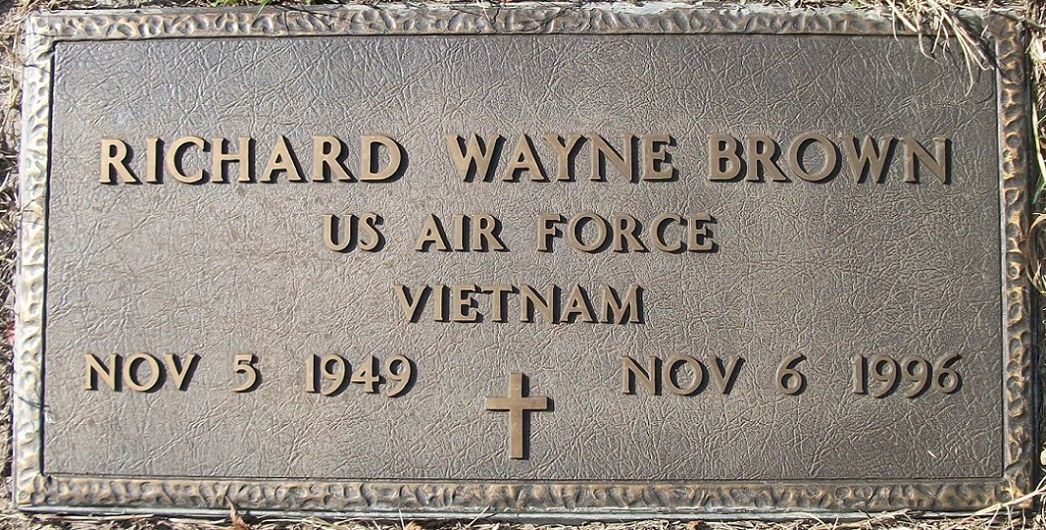 RICHARD WAYNE BROWN
US AIR FORCE
VIETNAM
NOV 5 1949 NOV 6 1996